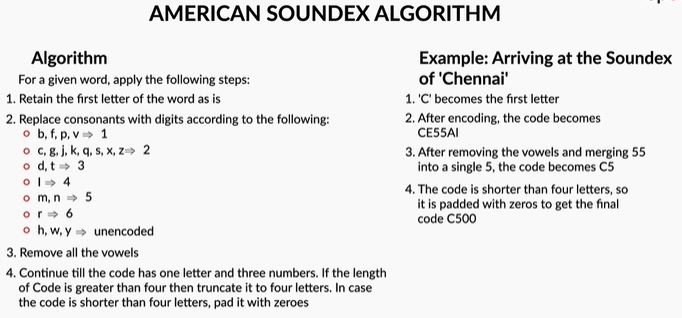 AMERICAN SOUNDEX ALGORITHM
Algorithm
For a given word, apply the following steps:
1. Retain the first letter of the word as is
2. Replace consonants with digits according to the following:
b, f, p, v ⇒ 1
c, g, j, k, q, s, x, z⇒ 2
d, t ⇒ 3
l ⇒ 4
m, n ⇒ 5
r ⇒ 6
h, w, y ⇒ unencoded
3. Remove all the vowels
4. Continue till the code has one letter and three numbers. If the length
of Code is greater than four then truncate it to four letters. In case
the code is shorter than four letters, pad it with zeroes
Example: Arriving at the Soundex
of 'Chennai'
1. 'C' becomes the first letter
2. After encoding, the code becomes
CE55AI
3. After removing the vowels and merging 55
into a single 5, the code becomes C5
4. The code is shorter than four letters, so
it is padded with zeros to get the final
code C500